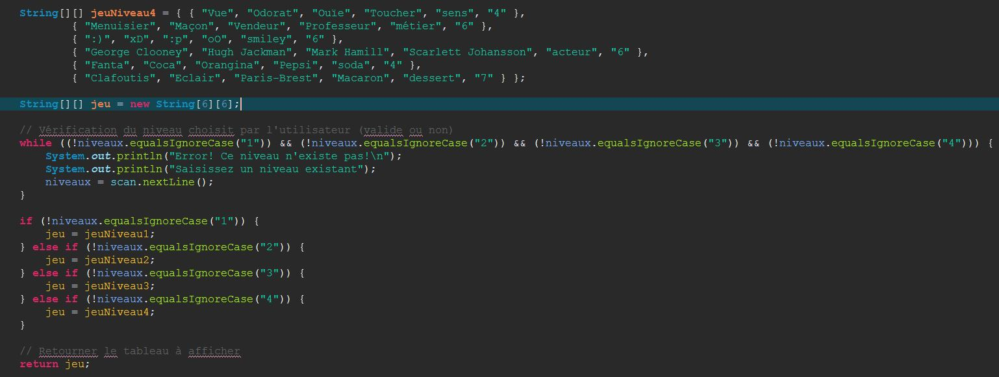 String[][] jeuNiveau4 = { { "Vue", "Odorat", "Ouïe", "Toucher", "sens", "4" },
{ "Menuisier", "Maçon", "Vendeur", "Professeur", "métier", "6" },
{ ":)", "xD", ":p", "oO", "smiley", "6" },
{ "George Clooney", "Hugh Jackman", "Mark Hamill", "Scarlett Johansson", "acteur", "6" },
{ "Fanta", "Coca", "Orangina", "Pepsi", "soda", "4" },
{ "Clafoutis", "Eclair", "Paris-Brest", "Macaron", "dessert", "7" } };
String[][] jeu = new String[6][6];
// Vérification du niveau choisit par l'utilisateur (valide ou non)
while ((!niveaux.equalsIgnoreCase("1")) && (!niveaux.equalsIgnoreCase("2")) && (!niveaux.equalsIgnoreCase("3")) && (!niveaux.equalsIgnoreCase("4"))) {
System.out.println("Error! Ce niveau n'existe pas!\n");
System.out.println("Saisissez un niveau existant");
niveaux = scan.nextLine();
}
if (!niveaux.equalsIgnoreCase("1")) {
jeu = jeuNiveau1;
} else if (!niveaux.equalsIgnoreCase("2")) {
jeu = jeuNiveau2;
} else if (!niveaux.equalsIgnoreCase("3")) {
jeu = jeuNiveau3;
} else if (!niveaux.equalsIgnoreCase("4")) {
jeu = jeuNiveau4;
}
// Retourner le tableau à afficher
return jeu;